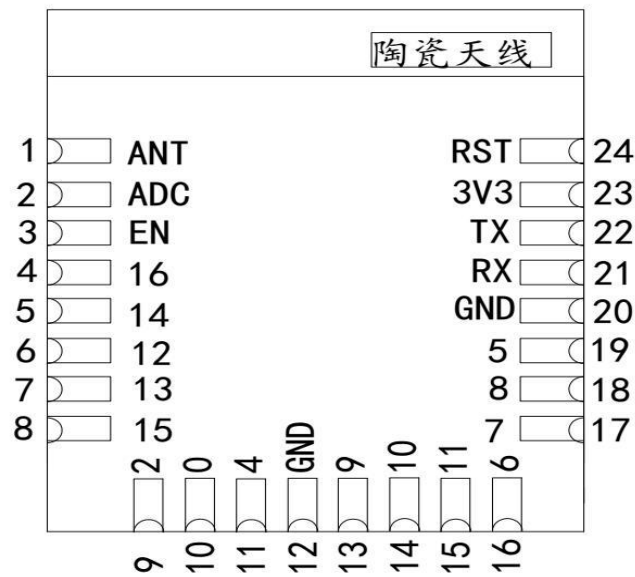 陶瓷天线
1 ANT RST 24
2 ADC 3V3 23
3 EN TX 22
4 16 RX 21
5 14 GND 20
6 12 5 19
7 13 8 18
8 15 7 17
2 0 4 GND 9 10 11 6
9 10 11 12 13 14 15 16